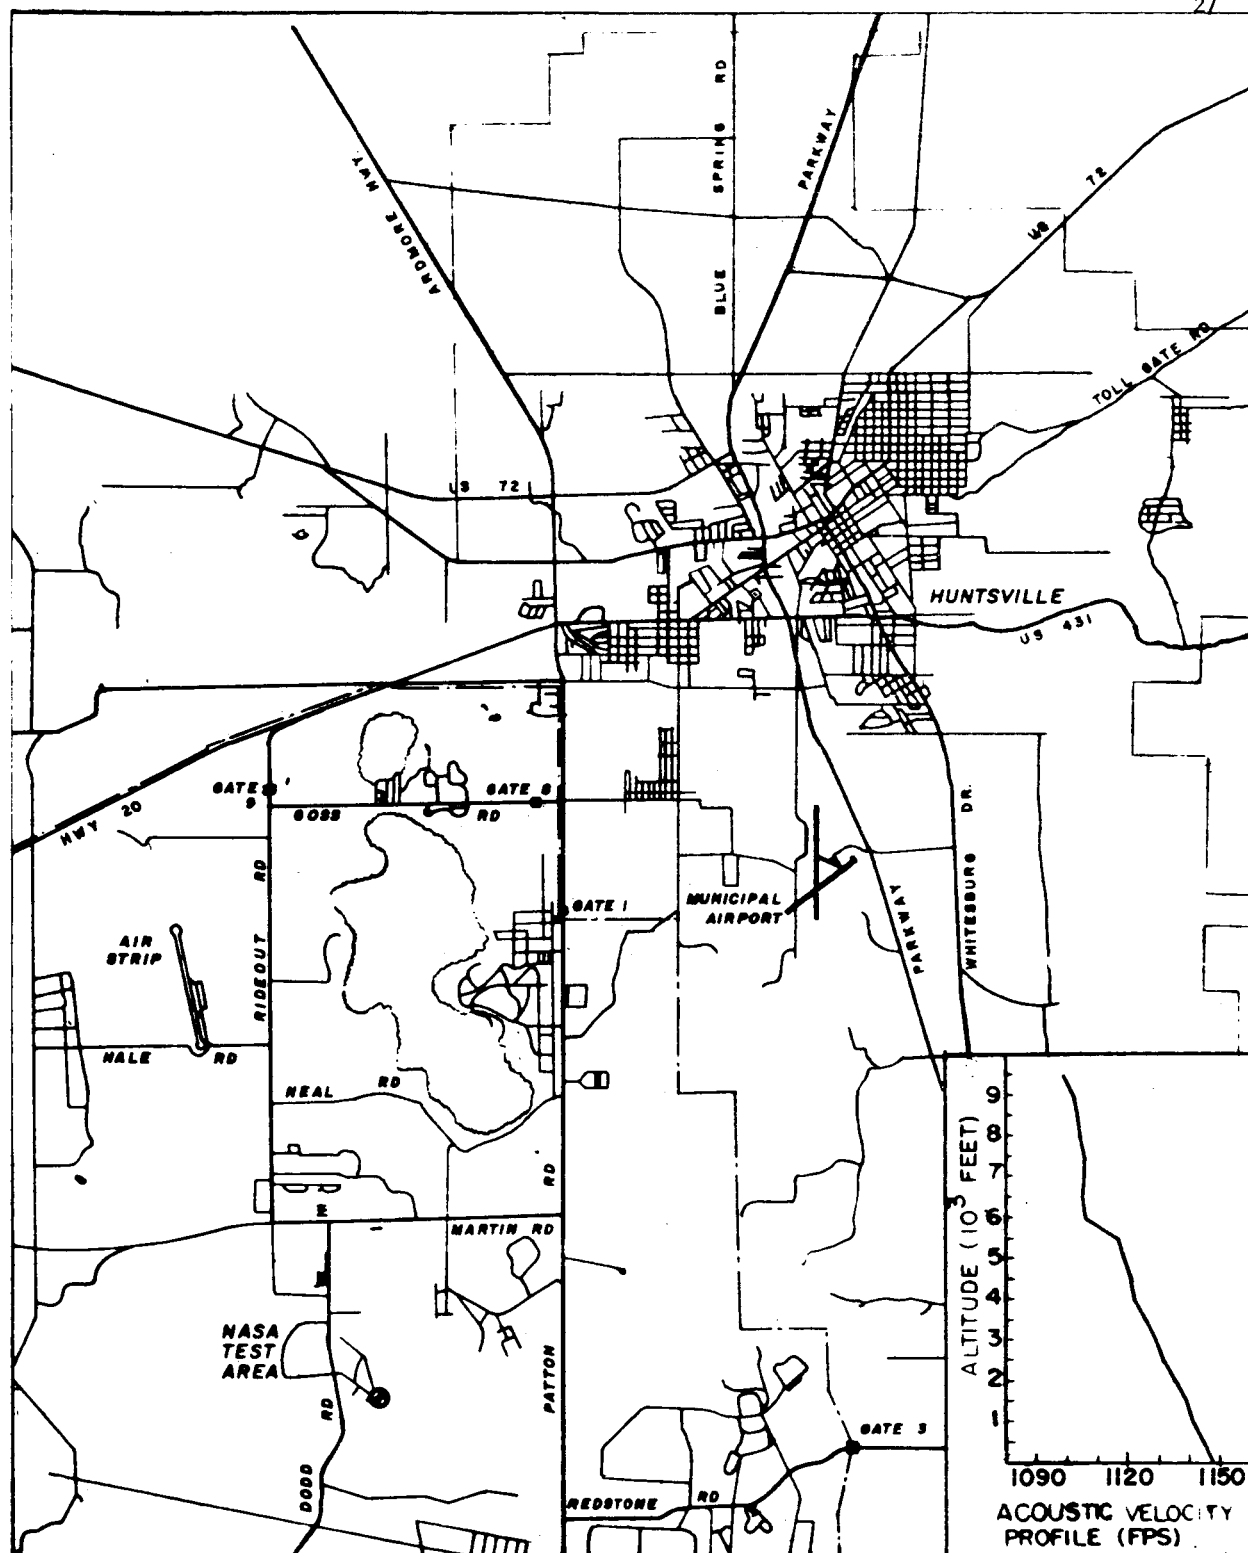 27
ARDMORE HWY
BLUE SPRING RD
PARKWAY
US 72
TOLL GATE RD
US 72
HUNTSVILLE
US 431
GATE 9
GATE 8
GOSS RD
HWY 20
DR.
WHITESBURG
RIDEOUT RD
MUNICIPAL
AIRPORT
PARKWAY
GATE 1
AIR
STRIP
HALE RD
NEAL RD
RD
MARTIN RD
PATTON
NASA
TEST
AREA
RD
DODD
GATE 3
REDSTONE RD
ALTITUDE (10³ FEET)
9
8
7
6
5
4
3
2
1
1090 1120 1150
ACOUSTIC VELOCITY
PROFILE (FPS)